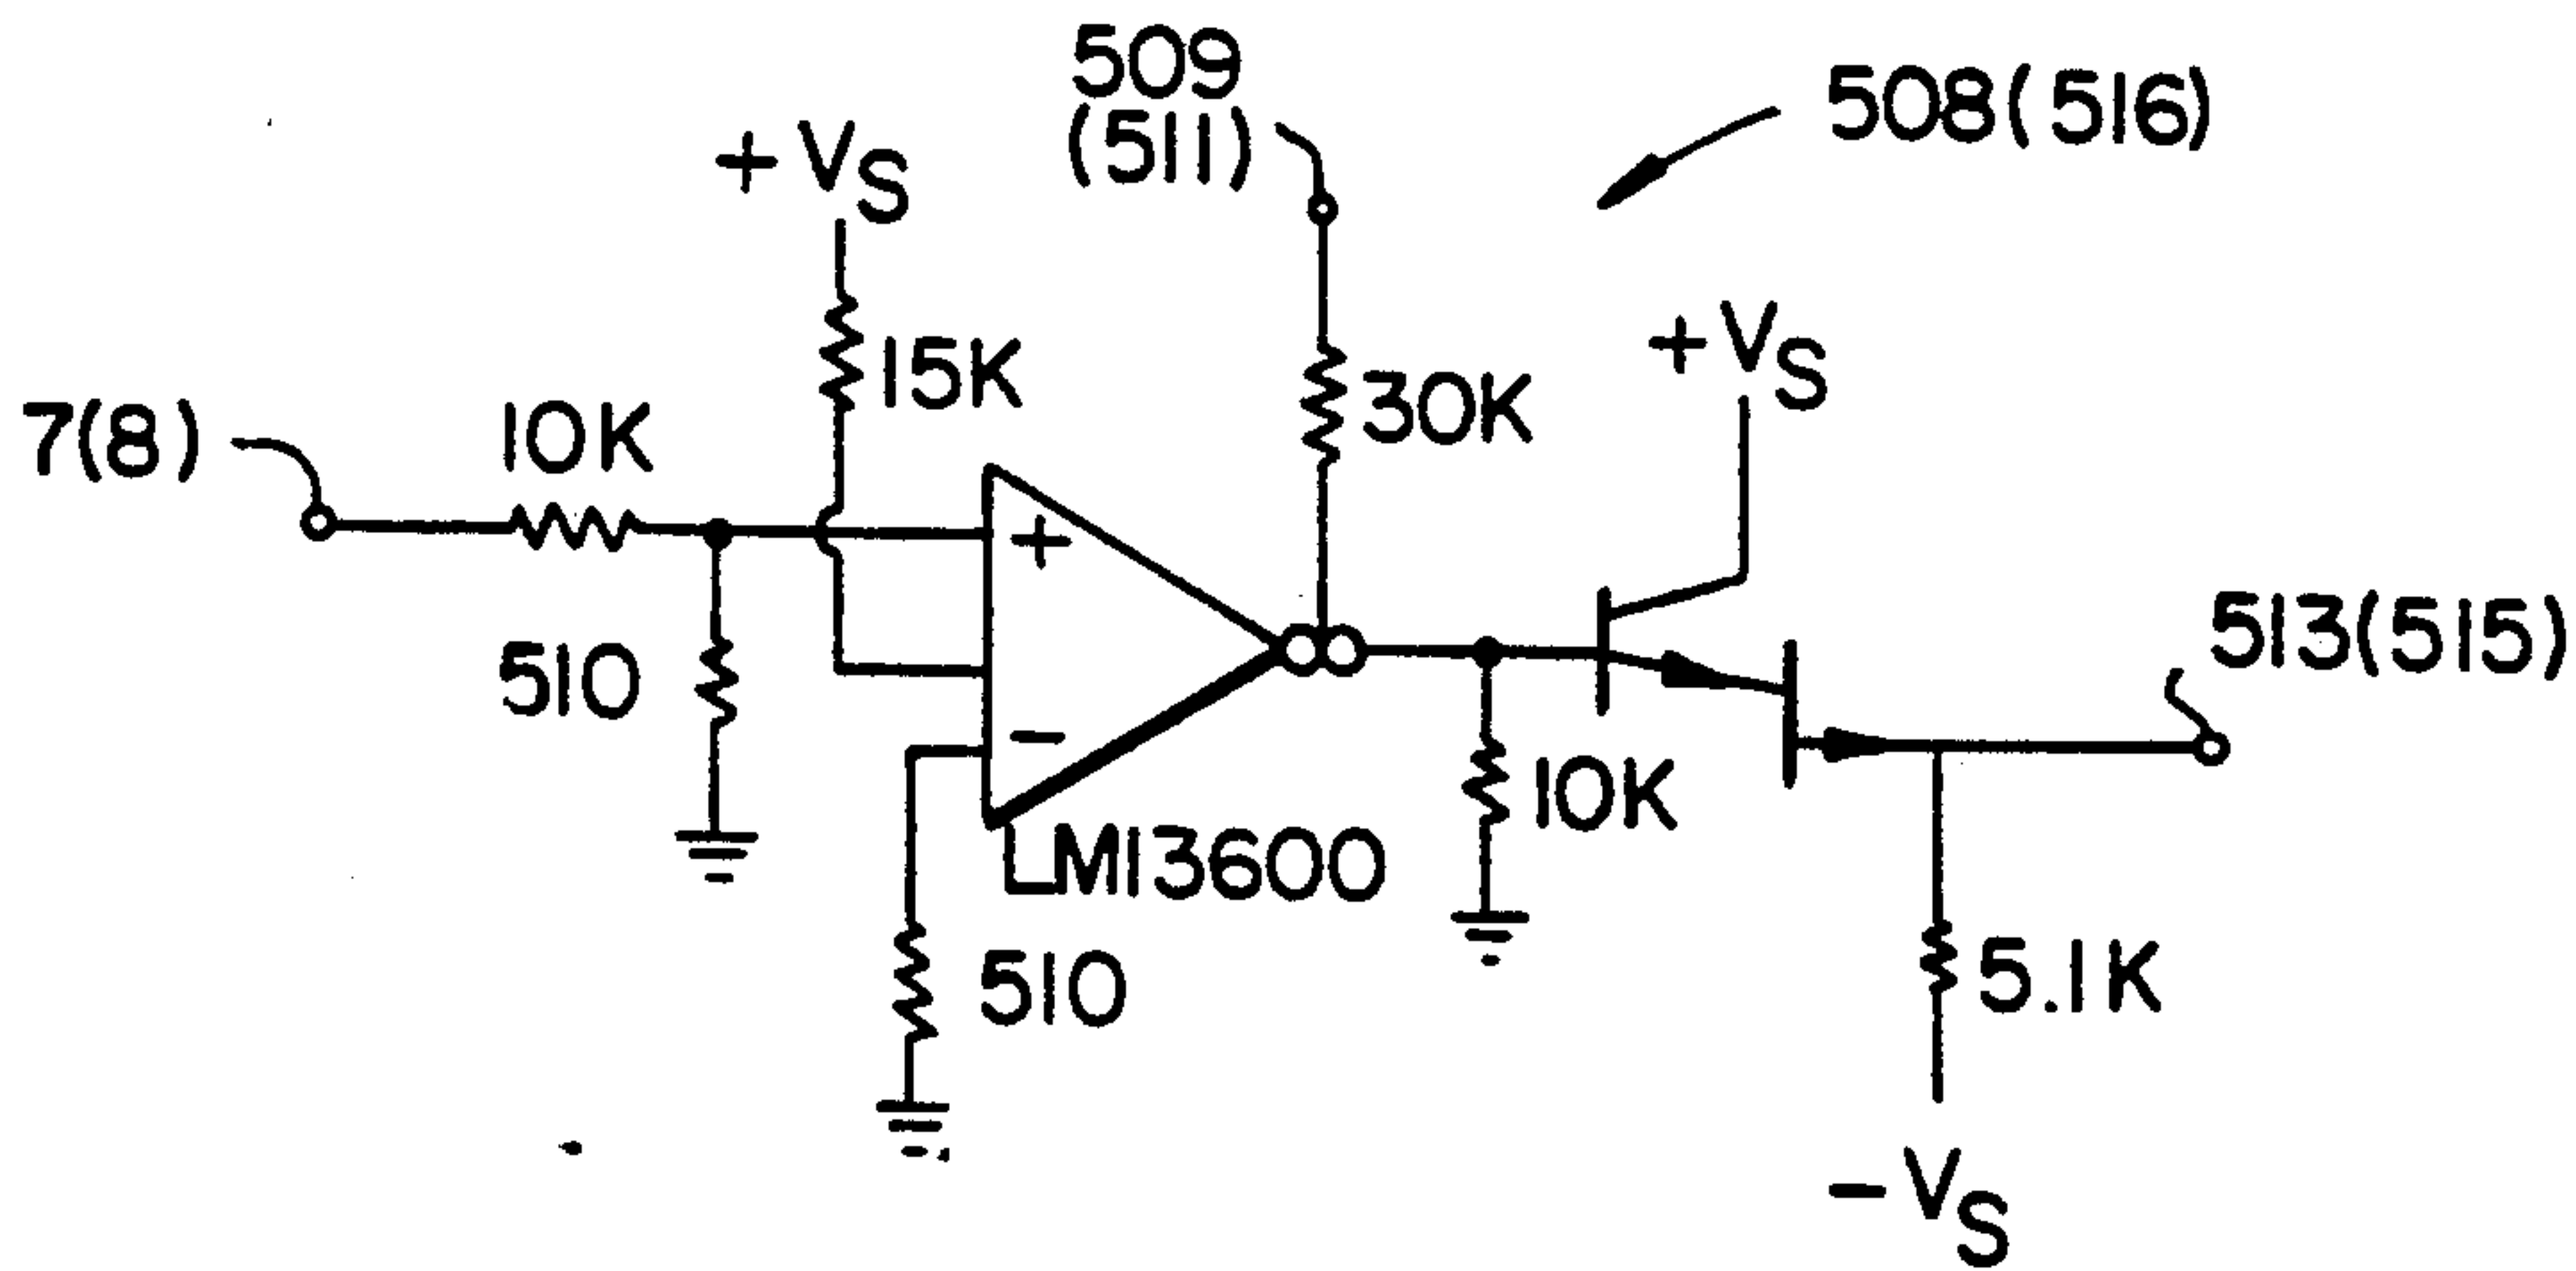 509
(511)
508(516)
+VS
+VS
15K
30K
7(8)
10K
+
513(515)
510
−
10K
LM13600
510
5.1K
−VS